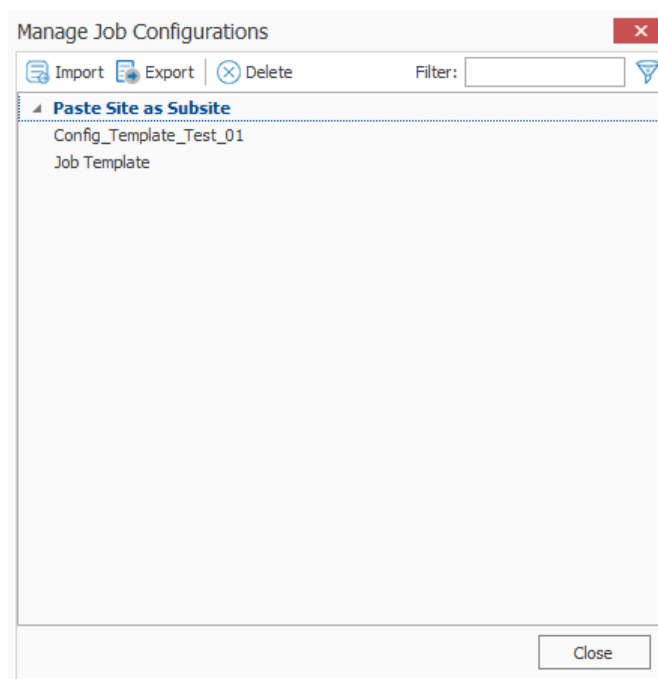 Manage Job Configurations
Import Export Delete Filter:
Paste Site as Subsite
Config_Template_Test_01
Job Template
Close